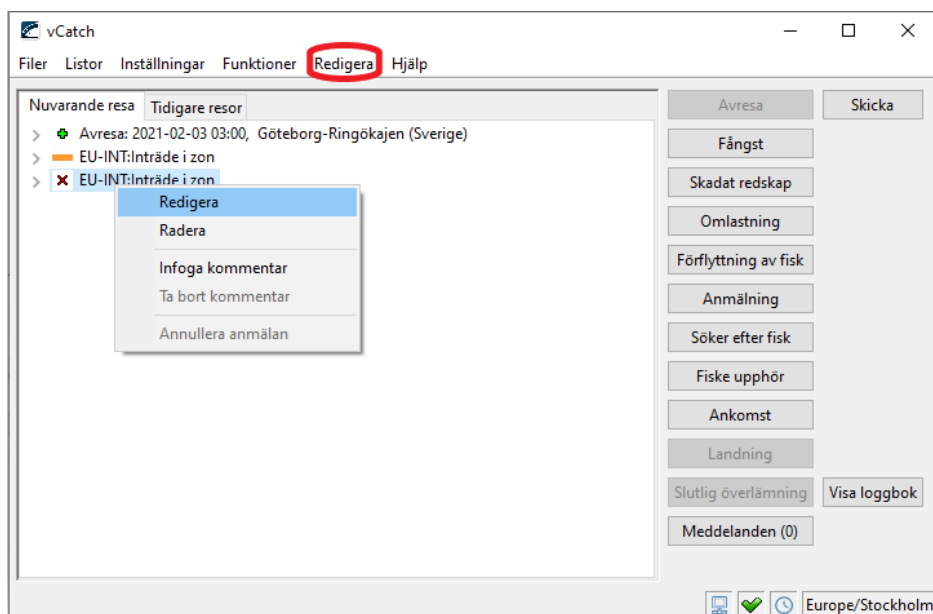 vCatch
Filer Listor Inställningar Funktioner Redigera Hjälp
Nuvarande resa Tidigare resor
Avresa: 2021-02-03 03:00, Göteborg-Ringökajen (Sverige)
EU-INT:Inträde i zon
EU-INT:Inträde i zon
Redigera
Radera
Infoga kommentar
Ta bort kommentar
Annullera anmälan
Avresa Skicka
Fångst
Skadat redskap
Omlastning
Förflyttning av fisk
Anmälning
Söker efter fisk
Fiske upphör
Ankomst
Landning
Slutlig överlämning Visa loggbok
Meddelanden (0)
Europe/Stockholm